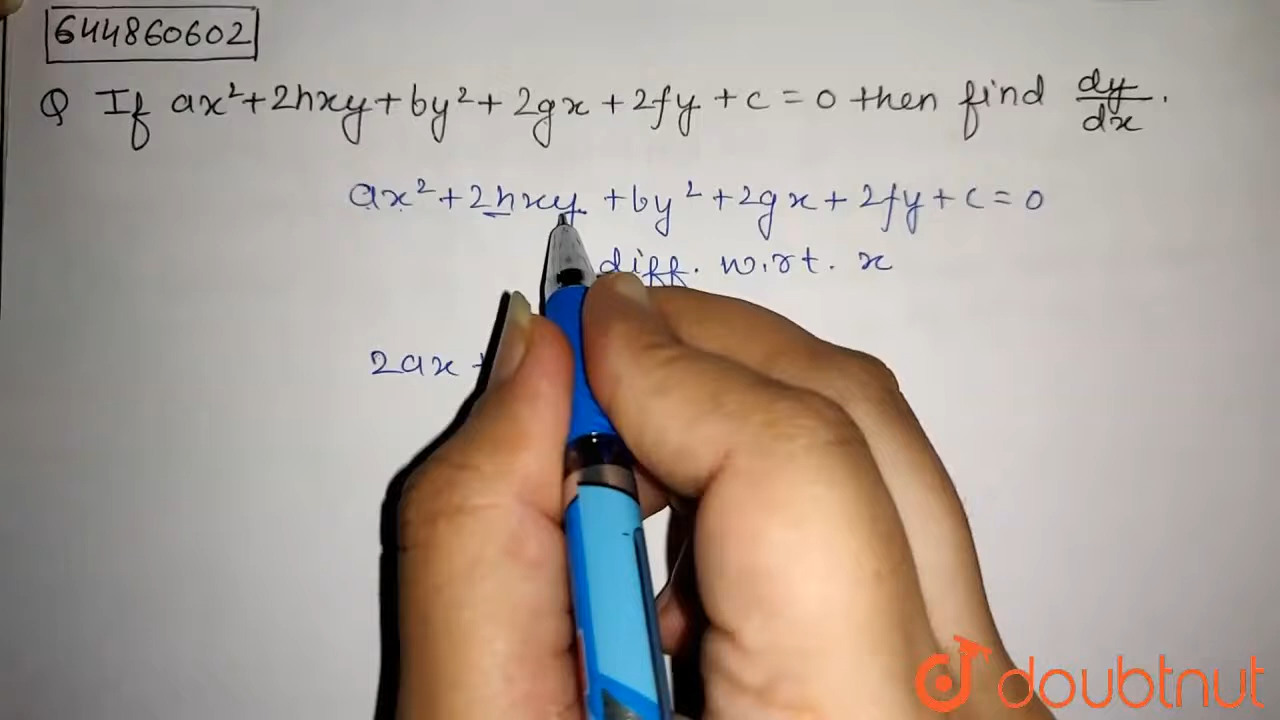 644860602
Q If ax²+2hxy+by²+2gx+2fy+c=0 then find dy/dx.
ax²+2hxy+by²+2gx+2fy+c=0
diff. w.r.t. x
2ax +
doubtnut